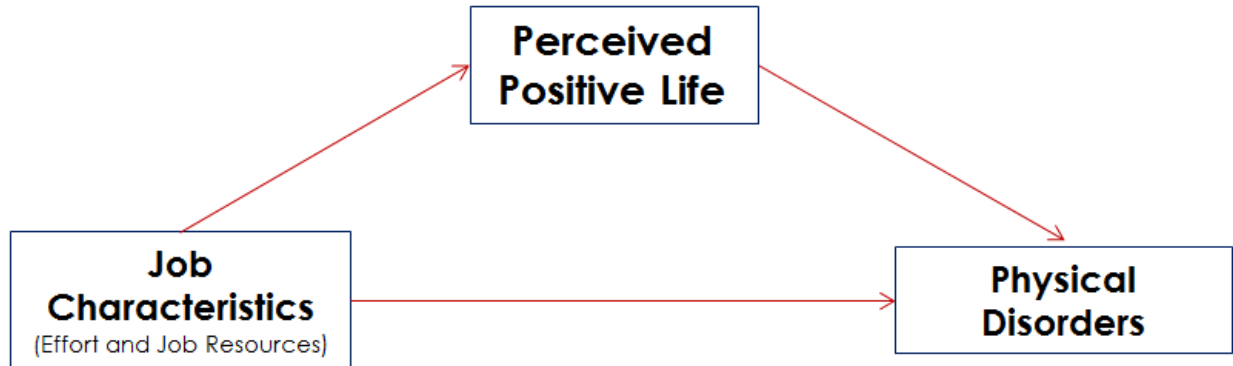 Perceived
Positive Life
Job
Characteristics
(Effort and Job Resources)
Physical
Disorders